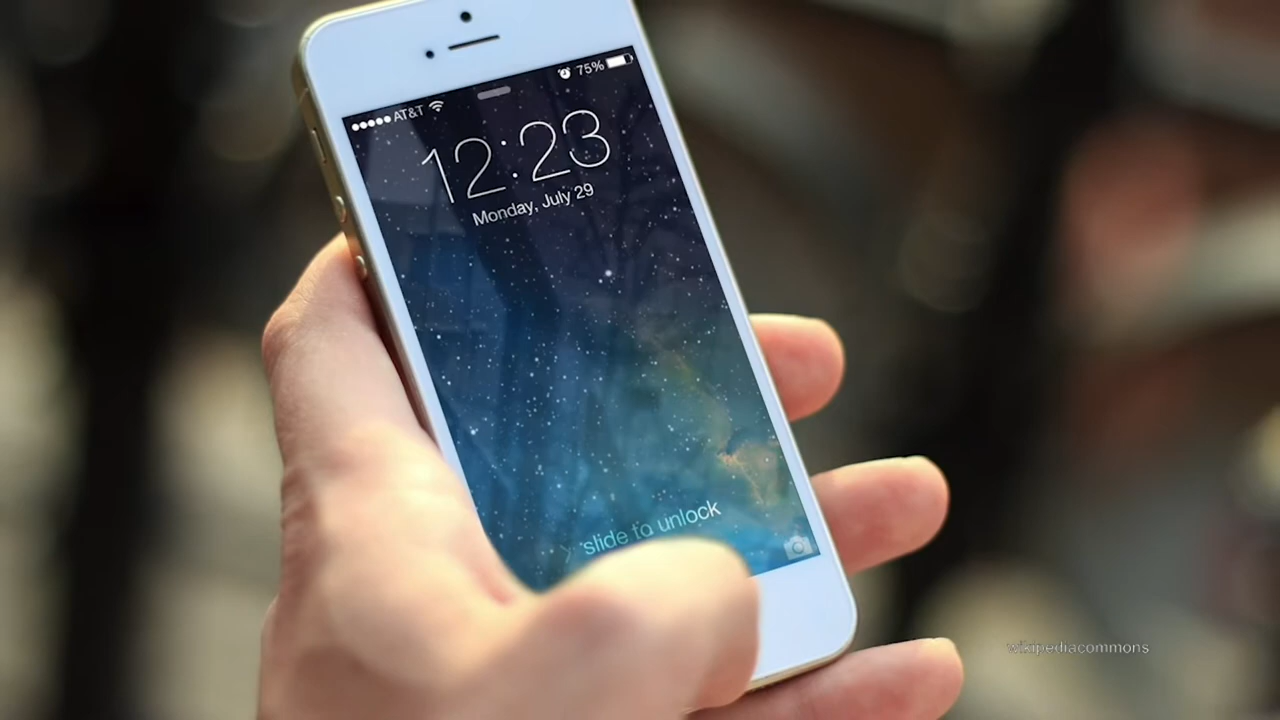 AT&T
75%
12:23
Monday, July 29
slide to unlock
wikipediacommons